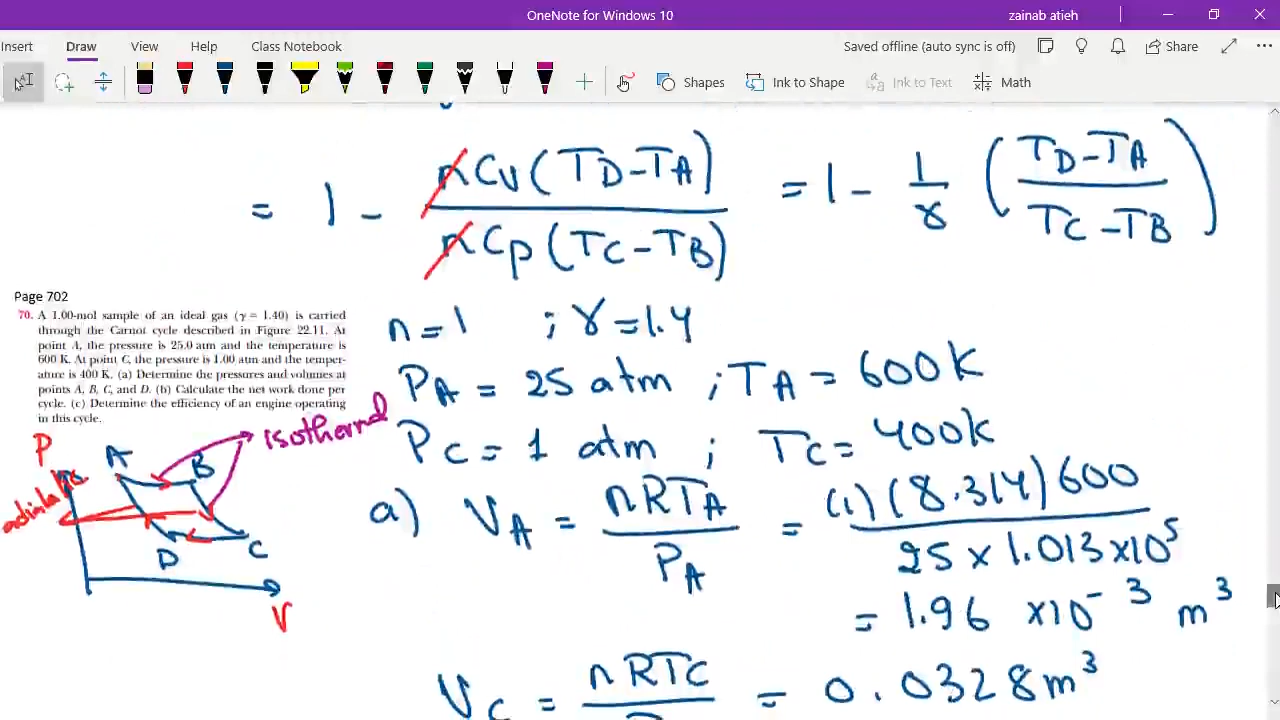 OneNote for Windows 10
zainab atieh
Insert Draw View Help Class Notebook
Saved offline (auto sync is off) Share
Shapes Ink to Shape Ink to Text Math
= 1 - nCv(TD-TA) / nCp(TC-TB) = 1 - 1/γ (TD-TA / TC-TB)
Page 702
70. A 1.00-mol sample of an ideal gas (γ = 1.40) is carried
through the Carnot cycle described in Figure 22.11. At
point A, the pressure is 25.0 atm and the temperature is
600 K. At point C, the pressure is 1.00 atm and the temper-
ature is 400 K. (a) Determine the pressures and volumes at
points A, B, C, and D. (b) Calculate the net work done per
cycle. (c) Determine the efficiency of an engine operating
in this cycle.
n=1 ; γ=1.4
PA = 25 atm ; TA = 600K
PC = 1 atm ; TC = 400K
a) VA = nRTA / PA = (1)(8.314)600 / 25 x 1.013x10^5
= 1.96 x10^-3 m^3
VC = nRTC = 0.0328m^3
isothermal
P
A
B
D
C
V